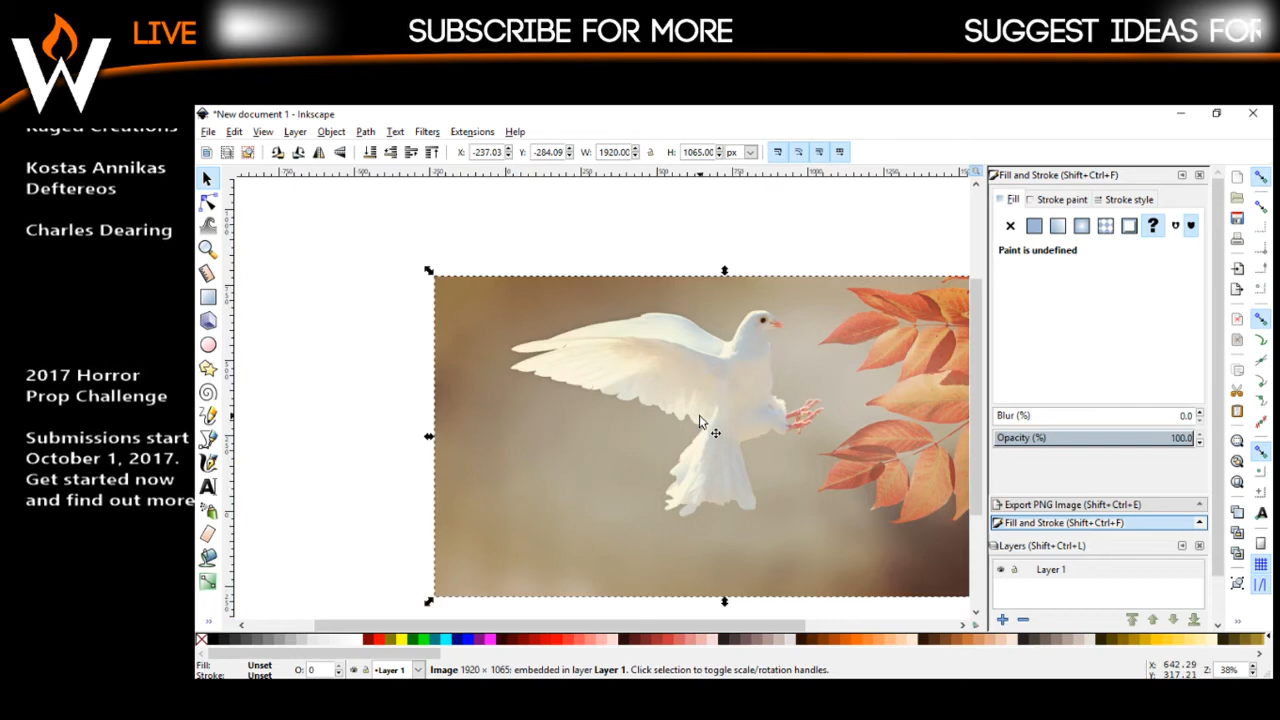 LIVE
SUBSCRIBE FOR MORE
SUGGEST IDEAS FOR
W
Raged Creations
Kostas Annikas
Deftereos
Charles Dearing
2017 Horror
Prop Challenge
Submissions start
October 1, 2017.
Get started now
and find out more
*New document 1 - Inkscape
File Edit View Layer Object Path Text Filters Extensions Help
X: -237.03 Y: -284.09 W: 1920.00 H: 1065.00 px
Fill and Stroke (Shift+Ctrl+F)
Fill Stroke paint Stroke style
Paint is undefined
Blur (%) 0.0
Opacity (%) 100.0
Export PNG Image (Shift+Ctrl+E)
Fill and Stroke (Shift+Ctrl+F)
Layers (Shift+Ctrl+L)
Layer 1
Fill: Unset
Stroke: Unset
O: 0
•Layer 1
Image 1920 × 1065: embedded in layer Layer 1. Click selection to toggle scale/rotation handles.
X: 642.29
Y: 317.21
Z: 38%